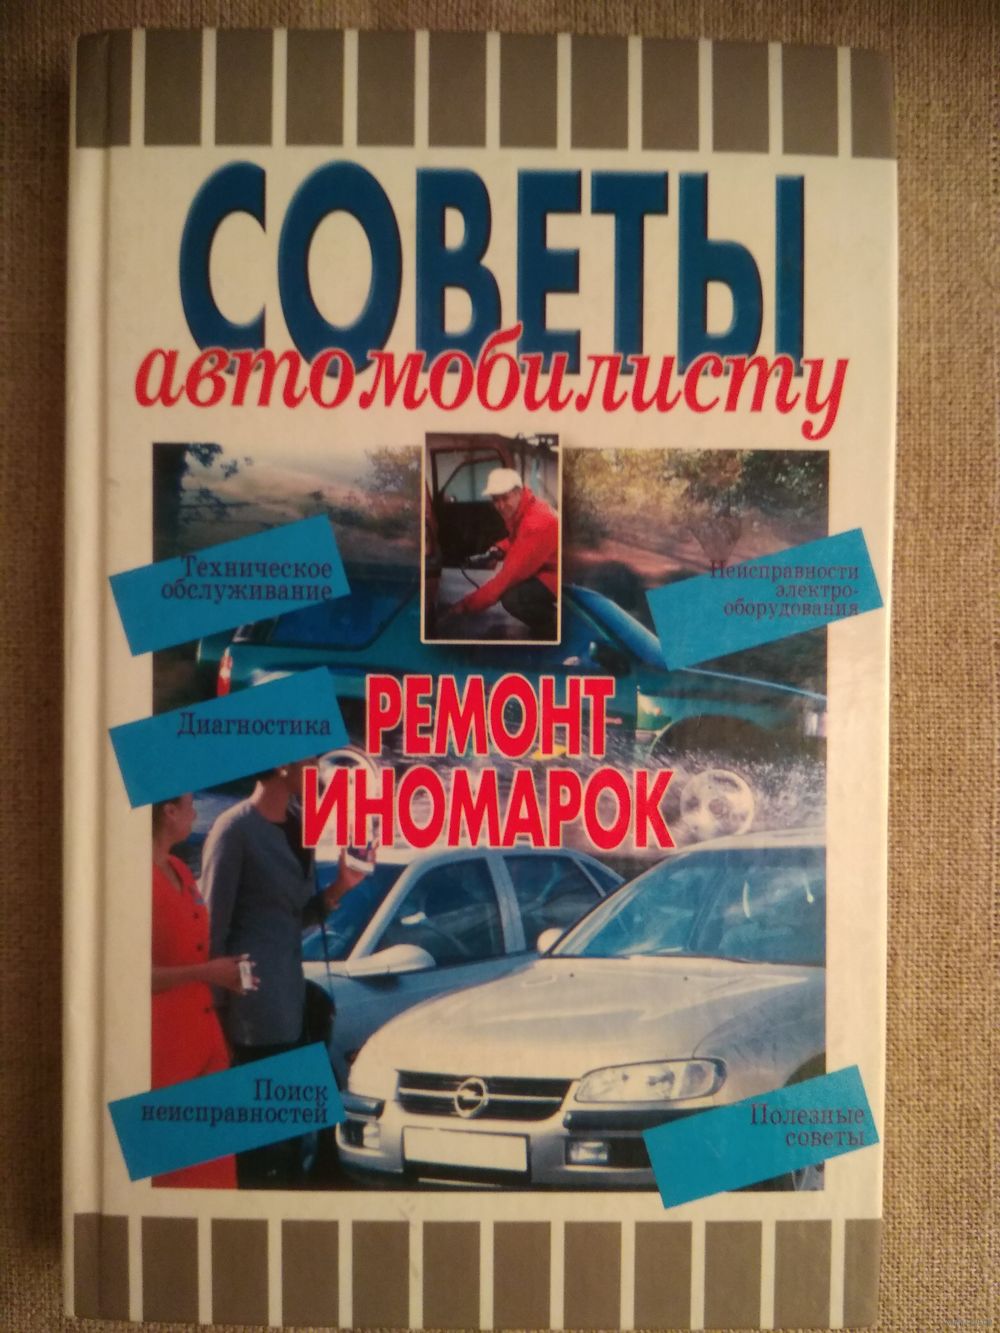 СОВЕТЫ
автомобилисту
Техническое
обслуживание
Неисправности
электро-
оборудования
Диагностика
РЕМОНТ
ИНОМАРОК
Поиск
неисправностей
Полезные
советы